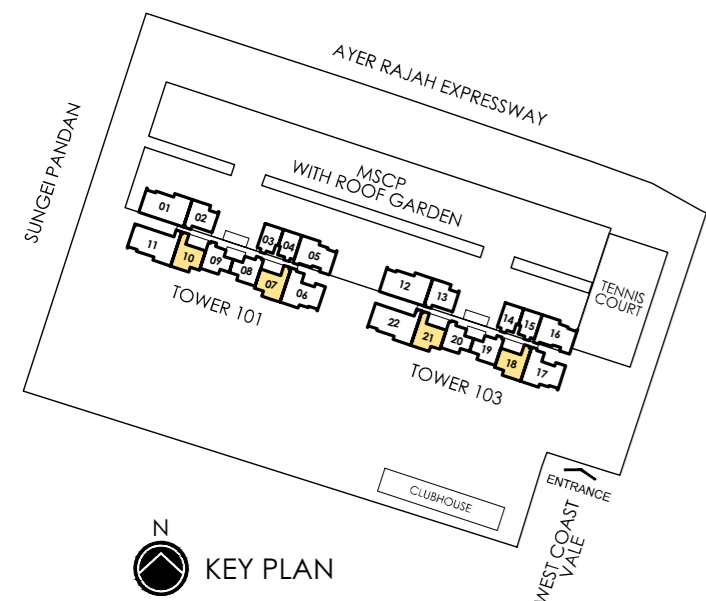 AYER RAJAH EXPRESSWAY
SUNGEI PANDAN
MSCP
WITH ROOF GARDEN
01
02
03
04
05
11
10
09
08
07
06
TOWER 101
12
13
14
15
16
22
21
20
19
18
17
TOWER 103
TENNIS
COURT
CLUBHOUSE
ENTRANCE
WEST COAST
VALE
N
KEY PLAN